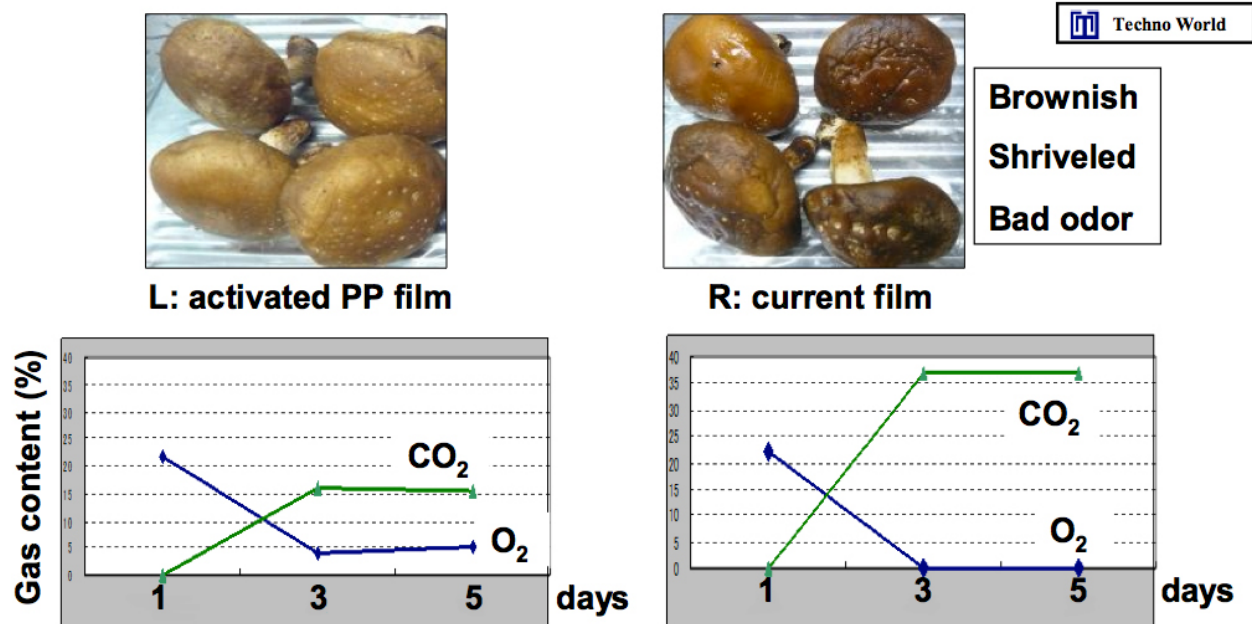 Techno World
Brownish
Shriveled
Bad odor
L: activated PP film
R: current film
Gas content (%)
40
35
30
25
20
15
10
5
0
CO₂
O₂
1 3 5 days
40
35
30
25
20
15
10
5
0
CO₂
O₂
1 3 5 days